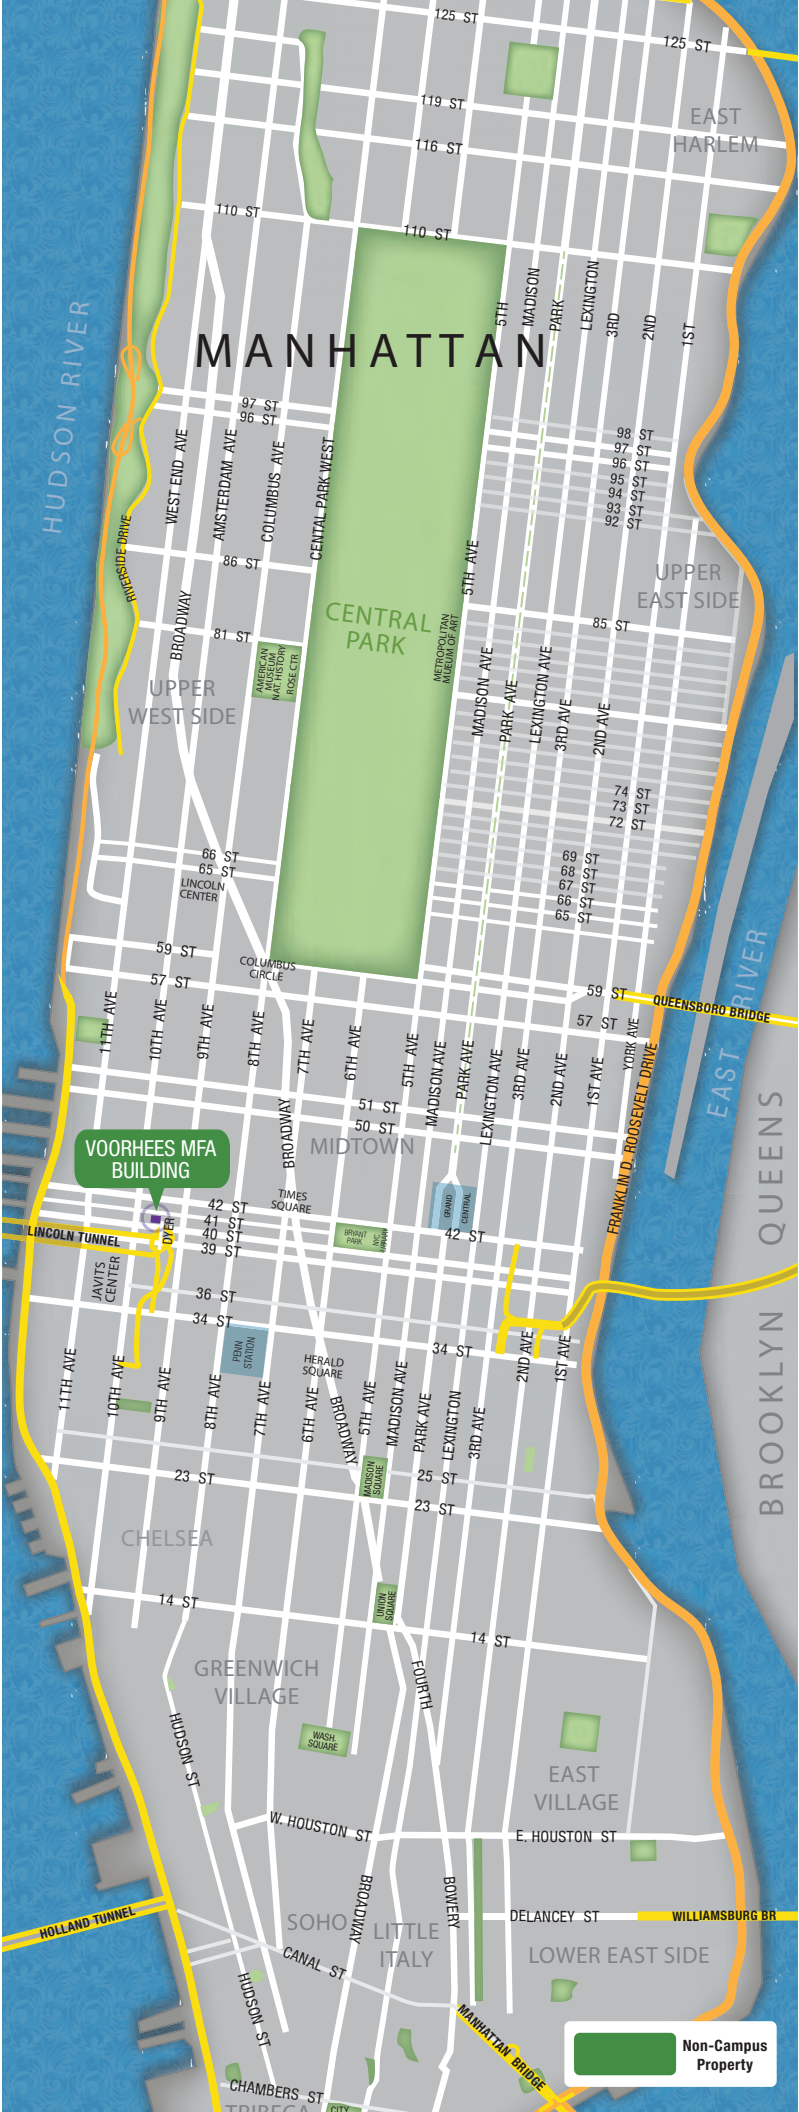 125 ST
125 ST
119 ST
116 ST
EAST
HARLEM
110 ST
110 ST
HUDSON RIVER
5TH
MADISON
PARK
LEXINGTON
3RD
2ND
1ST
MANHATTAN
97 ST
96 ST
98 ST
97 ST
96 ST
95 ST
94 ST
93 ST
92 ST
WEST END AVE
AMSTERDAM AVE
COLUMBUS AVE
CENTAL PARK WEST
RIVERSIDE DRIVE
86 ST
5TH AVE
UPPER
EAST SIDE
BROADWAY
81 ST
CENTRAL
PARK
85 ST
AMERICAN
MUSEUM
NAT. HISTORY
ROSE CTR
METROPOLITAN
MUEUM OF ART
UPPER
WEST SIDE
MADISON AVE
PARK AVE
LEXINGTON AVE
3RD AVE
2ND AVE
74 ST
73 ST
72 ST
66 ST
65 ST
LINCOLN
CENTER
69 ST
68 ST
67 ST
66 ST
65 ST
59 ST
57 ST
COLUMBUS
CIRCLE
59 ST
QUEENSBORO BRIDGE
57 ST
EAST RIVER
11TH AVE
10TH AVE
9TH AVE
8TH AVE
7TH AVE
6TH AVE
5TH AVE
MADISON AVE
PARK AVE
LEXINGTON AVE
3RD AVE
2ND AVE
1ST AVE
YORK AVE
FRANKLIN D. ROOSEVELT DRIVE
51 ST
50 ST
BROADWAY
MIDTOWN
VOORHEES MFA
BUILDING
TIMES
SQUARE
GRAND
CENTRAL
42 ST
41 ST
40 ST
39 ST
DYER
LINCOLN TUNNEL
BRYANT
PARK
NYC
LIBRARY
42 ST
JAVITS
CENTER
36 ST
34 ST
PENN
STATION
HERALD
SQUARE
34 ST
2ND AVE
1ST AVE
BROOKLYN QUEENS
11TH AVE
10TH AVE
9TH AVE
8TH AVE
7TH AVE
6TH AVE
BROADWAY
5TH AVE
MADISON AVE
PARK AVE
LEXINGTON
3RD AVE
23 ST
MADISON
SQUARE
25 ST
23 ST
CHELSEA
14 ST
UNION
SQUARE
14 ST
GREENWICH
VILLAGE
FOURTH
HUDSON ST
WASH.
SQUARE
EAST
VILLAGE
W. HOUSTON ST
E. HOUSTON ST
HOLLAND TUNNEL
SOHO
BROADWAY
LITTLE
ITALY
BOWERY
DELANCEY ST
WILLIAMSBURG BR
LOWER EAST SIDE
CANAL ST
HUDSON ST
MANHATTAN BRIDGE
Non-Campus
Property
CHAMBERS ST
TRIBECA
CITY